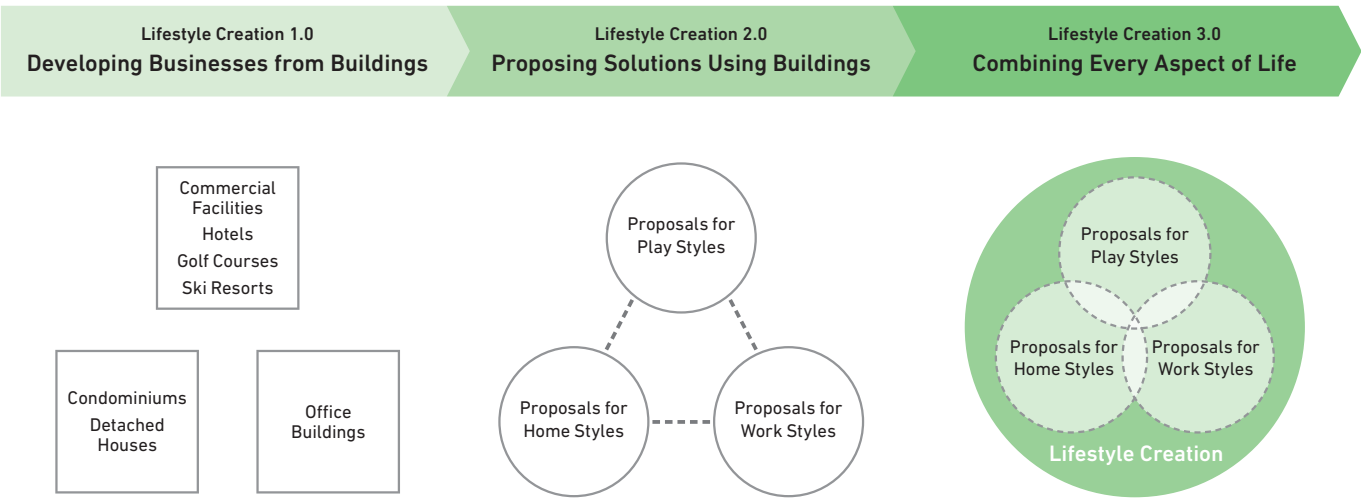 Lifestyle Creation 1.0
Developing Businesses from Buildings
Lifestyle Creation 2.0
Proposing Solutions Using Buildings
Lifestyle Creation 3.0
Combining Every Aspect of Life
Commercial
Facilities
Hotels
Golf Courses
Ski Resorts
Condominiums
Detached
Houses
Office
Buildings
Proposals for
Play Styles
Proposals for
Home Styles
Proposals for
Work Styles
Proposals for
Play Styles
Proposals for
Home Styles
Proposals for
Work Styles
Lifestyle Creation